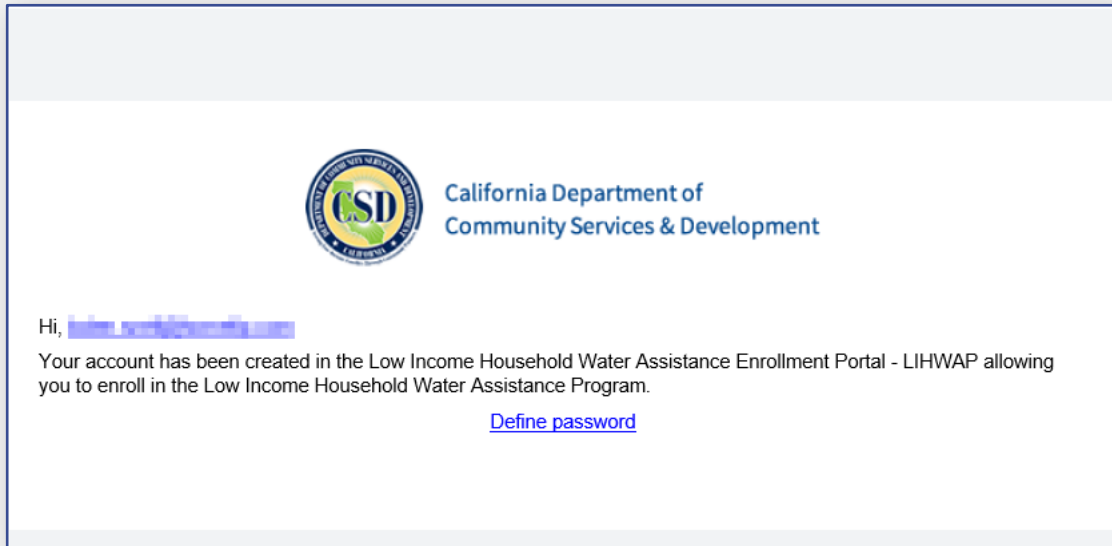 CSD
California Department of
Community Services & Development
Hi,
Your account has been created in the Low Income Household Water Assistance Enrollment Portal - LIHWAP allowing
you to enroll in the Low Income Household Water Assistance Program.
Define password